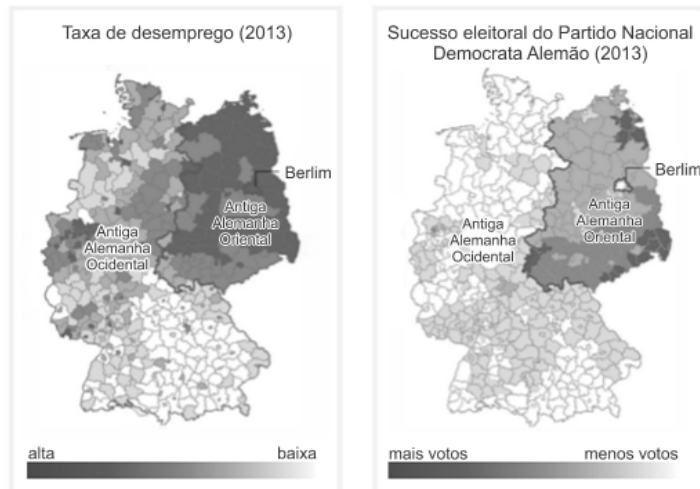 Taxa de desemprego (2013)
Berlim
Antiga
Alemanha
Oriental
Antiga
Alemanha
Ocidental
alta
baixa
Sucesso eleitoral do Partido Nacional
Democrata Alemão (2013)
Berlim
Antiga
Alemanha
Oriental
Antiga
Alemanha
Ocidental
mais votos
menos votos